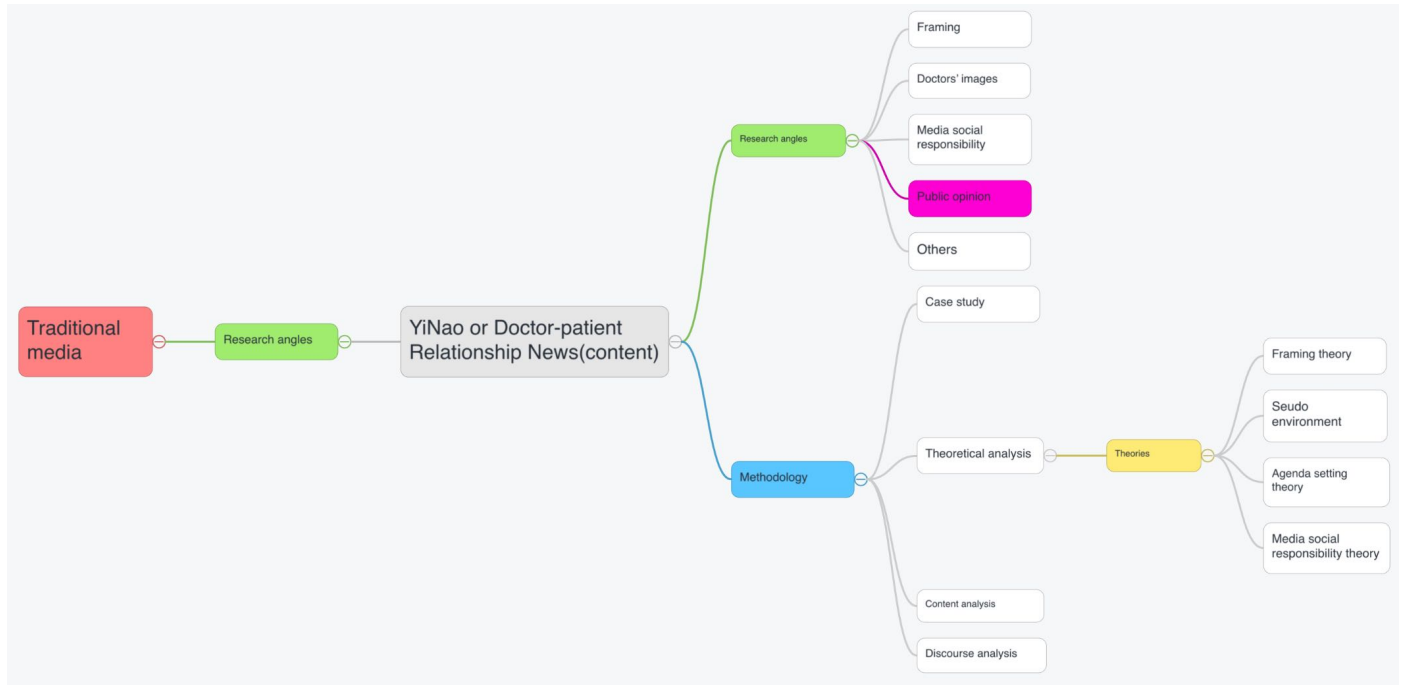 Traditional
media
Research angles
YiNao or Doctor-patient
Relationship News(content)
Research angles
Framing
Doctors' images
Media social
responsibility
Public opinion
Others
Methodology
Case study
Theoretical analysis
Theories
Framing theory
Seudo
environment
Agenda setting
theory
Media social
responsibility theory
Content analysis
Discourse analysis